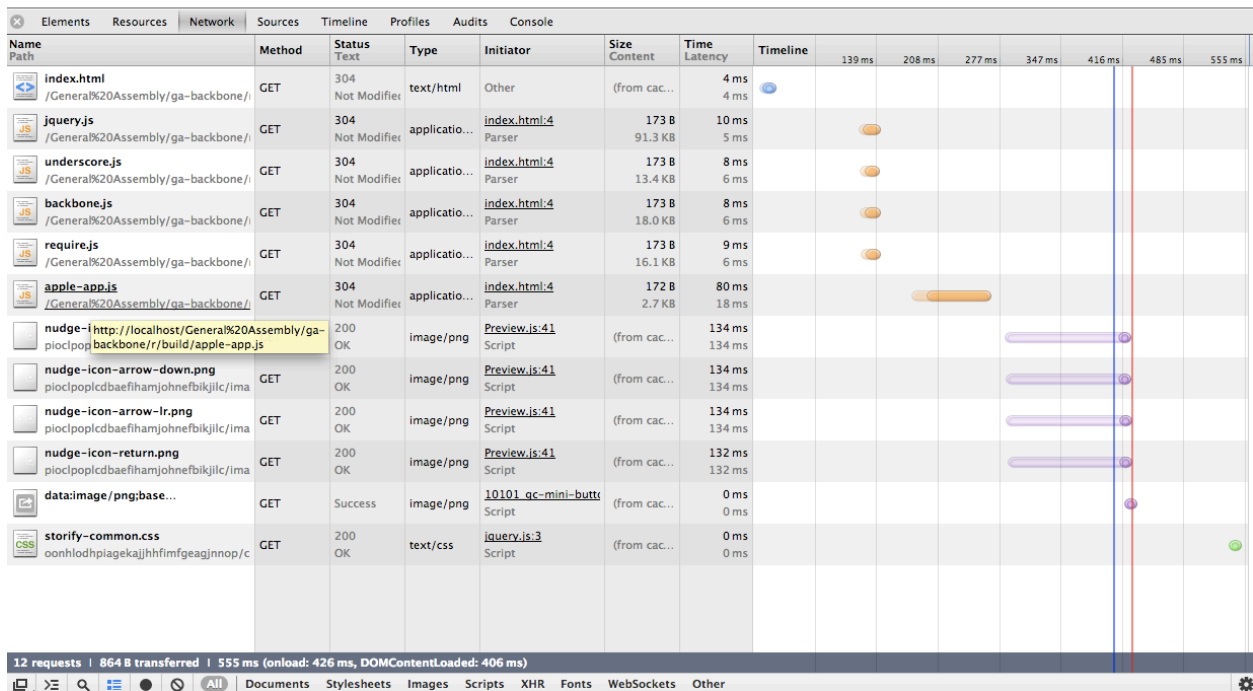 Elements Resources Network Sources Timeline Profiles Audits Console
Name Method Status Type Initiator Size Time Timeline
Path Text Content Latency
139 ms 208 ms 277 ms 347 ms 416 ms 485 ms 555 ms
index.html GET 304 text/html Other (from cac... 4 ms
/General%20Assembly/ga-backbone/ Not Modified 4 ms
jquery.js GET 304 applicatio... index.html:4 173 B 10 ms
/General%20Assembly/ga-backbone/ Not Modified Parser 91.3 KB 5 ms
underscore.js GET 304 applicatio... index.html:4 173 B 8 ms
/General%20Assembly/ga-backbone/ Not Modified Parser 13.4 KB 6 ms
backbone.js GET 304 applicatio... index.html:4 173 B 8 ms
/General%20Assembly/ga-backbone/ Not Modified Parser 18.0 KB 6 ms
require.js GET 304 applicatio... index.html:4 173 B 9 ms
/General%20Assembly/ga-backbone/ Not Modified Parser 16.1 KB 6 ms
apple-app.js GET 304 applicatio... index.html:4 172 B 80 ms
/General%20Assembly/ga-backbone/ Not Modified Parser 2.7 KB 18 ms
nudge-i 200 image/png Preview.js:41 (from cac... 134 ms
pioclpop OK Script 134 ms
http://localhost/General%20Assembly/ga-
backbone/r/build/apple-app.js
nudge-icon-arrow-down.png GET 200 image/png Preview.js:41 (from cac... 134 ms
pioclpoplcdbaefihamjohnefbikjilc/ima OK Script 134 ms
nudge-icon-arrow-lr.png GET 200 image/png Preview.js:41 (from cac... 134 ms
pioclpoplcdbaefihamjohnefbikjilc/ima OK Script 134 ms
nudge-icon-return.png GET 200 image/png Preview.js:41 (from cac... 132 ms
pioclpoplcdbaefihamjohnefbikjilc/ima OK Script 132 ms
data:image/png;base... GET Success image/png 10101 qc-mini-butto (from cac... 0 ms
Script 0 ms
storify-common.css GET 200 text/css jquery.js:3 (from cac... 0 ms
oonhlodhpiagekajjhhfimfgeagjnnop/c OK Script 0 ms
12 requests | 864 B transferred | 555 ms (onload: 426 ms, DOMContentLoaded: 406 ms)
All Documents Stylesheets Images Scripts XHR Fonts WebSockets Other